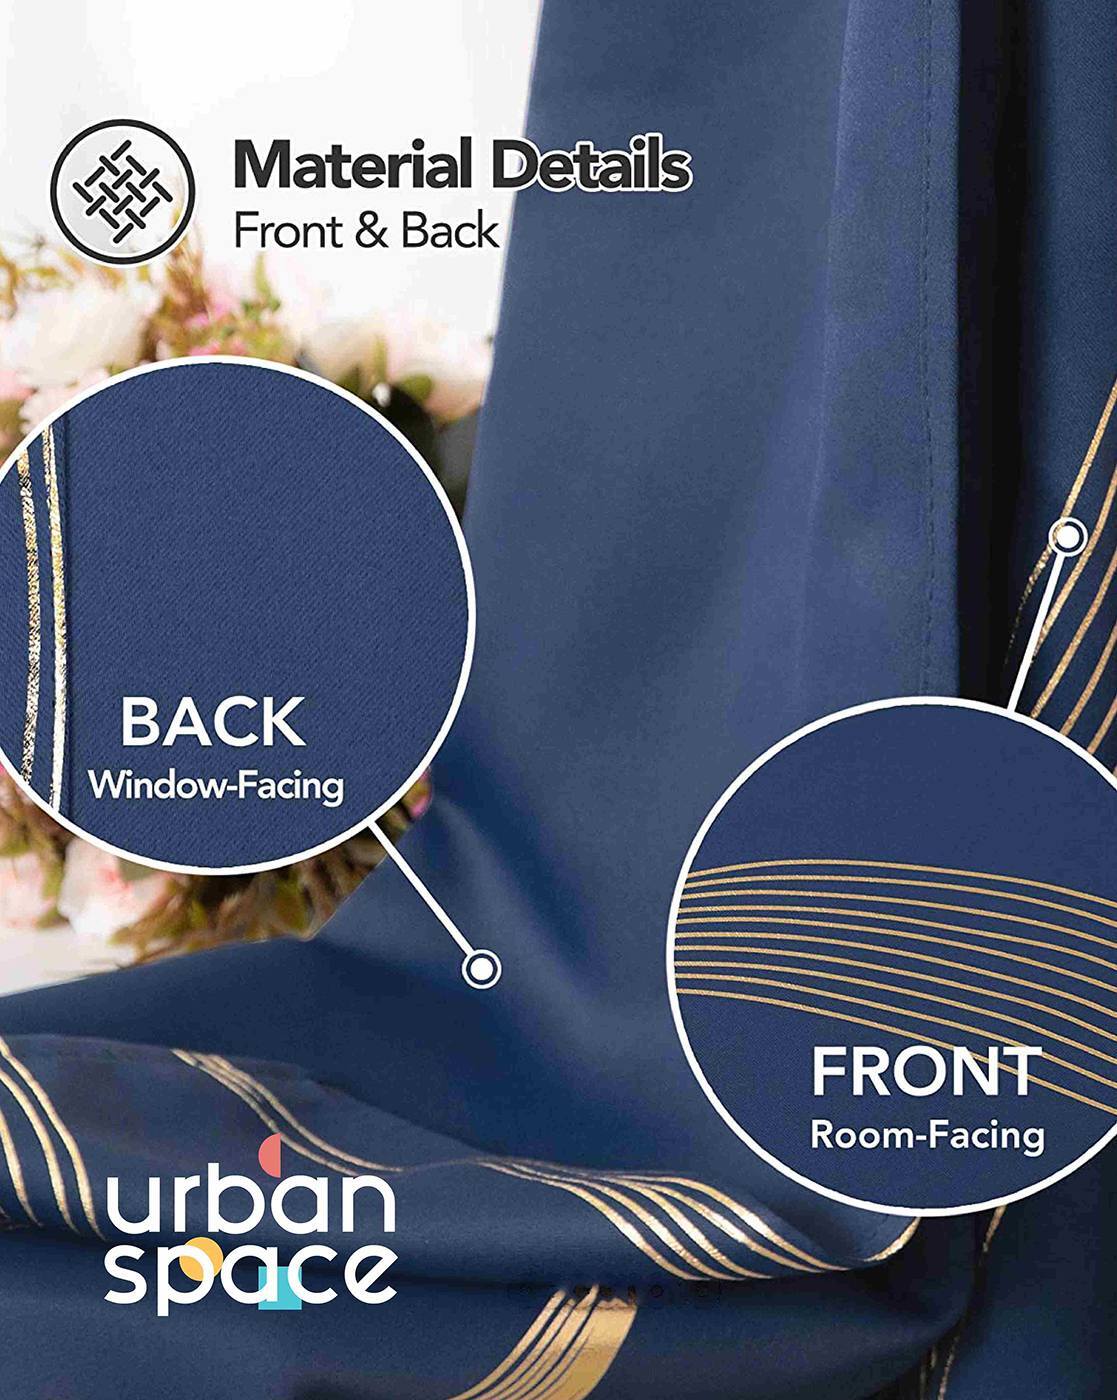 Material Details
Front & Back
BACK
Window-Facing
FRONT
Room-Facing
urban
space